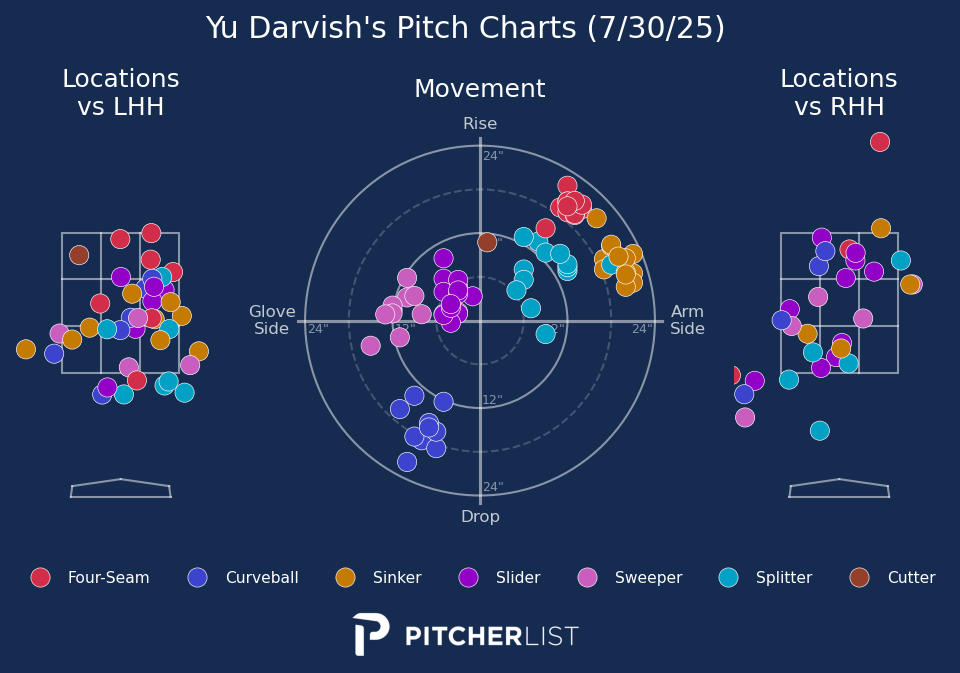 Yu Darvish's Pitch Charts (7/30/25)
Locations
vs LHH
Movement
Locations
vs RHH
Rise
24"
Glove
Side
24"
24"
Arm
Side
12"
24"
Drop
Four-Seam
Curveball
Sinker
Slider
Sweeper
Splitter
Cutter
PITCHERLIST